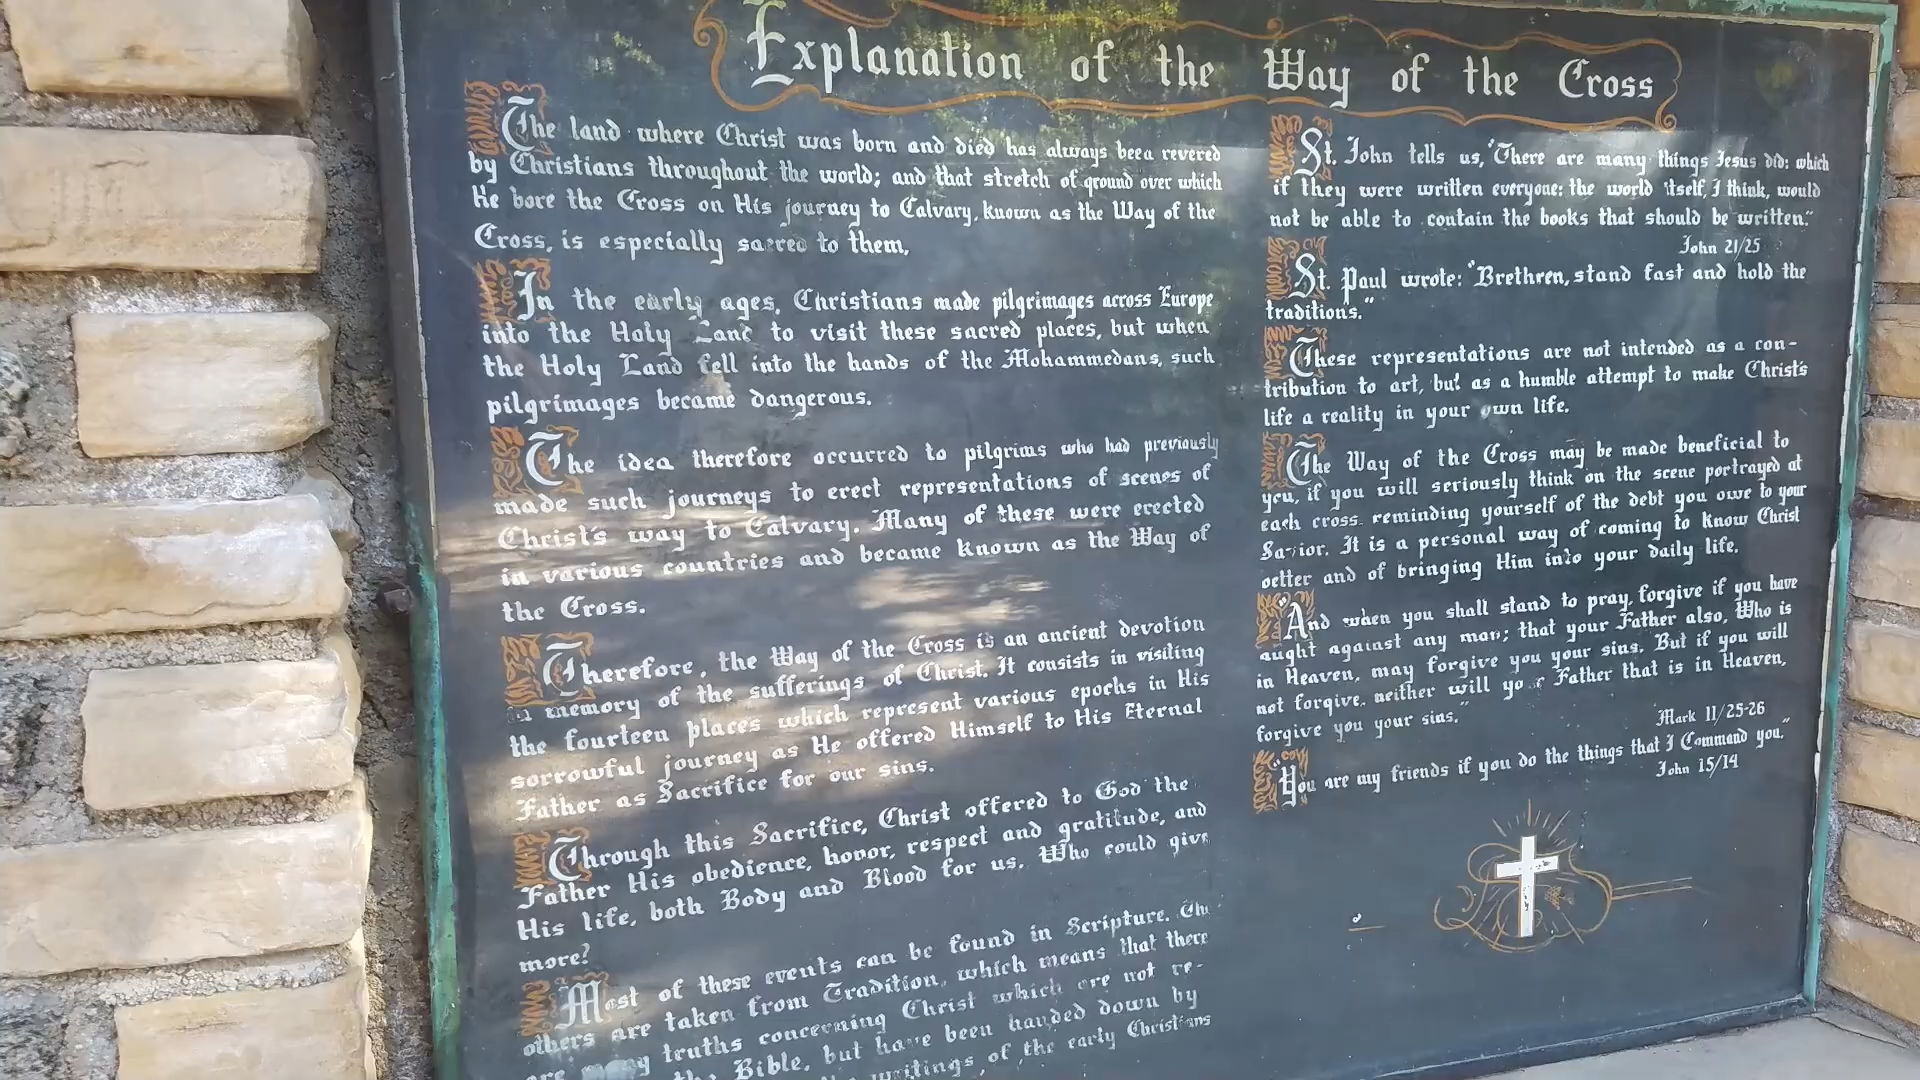 Explanation of the Way of the Cross
The land where Christ was born and died has always been revered
by Christians throughout the world; and that stretch of ground over which
He bore the Cross on His journey to Calvary, known as the Way of the
Cross, is especially sacred to them,
In the early ages, Christians made pilgrimages across Europe
into the Holy Land to visit these sacred places, but when
the Holy Land fell into the hands of the Mohammedans, such
pilgrimages became dangerous.
The idea therefore occurred to pilgrims who had previously
made such journeys to erect representations of scenes of
Christ's way to Calvary. Many of these were erected
in various countries and became known as the Way of
the Cross.
Therefore, the Way of the Cross is an ancient devotion
in memory of the sufferings of Christ. It consists in visiting
the fourteen places which represent various epochs in His
sorrowful journey as He offered Himself to His Eternal
Father as Sacrifice for our sins.
Through this Sacrifice, Christ offered to God the
Father His obedience, honor, respect and gratitude, and
His life, both Body and Blood for us. Who could give
more?
Most of these events can be found in Scripture. The
others are taken from Tradition, which means that there
are many truths concerning Christ which are not re-
the Bible, but have been handed down by
writings, of the early Christians
St. John tells us, "There are many things Jesus did: which
if they were written everyone: the world itself, I think, would
not be able to contain the books that should be written."
John 21/25
St. Paul wrote: "Brethren, stand fast and hold the
traditions."
These representations are not intended as a con-
tribution to art, but as a humble attempt to make Christ's
life a reality in your own life.
The Way of the Cross may be made beneficial to
you, if you will seriously think on the scene portrayed at
each cross, reminding yourself of the debt you owe to your
Savior. It is a personal way of coming to know Christ
better and of bringing Him into your daily life.
"And when you shall stand to pray, forgive if you have
aught against any man; that your Father also, Who is
in Heaven, may forgive you your sins. But if you will
not forgive, neither will your Father that is in Heaven,
forgive you your sins."
Mark 11/25-26
"You are my friends if you do the things that I Command you."
John 15/14